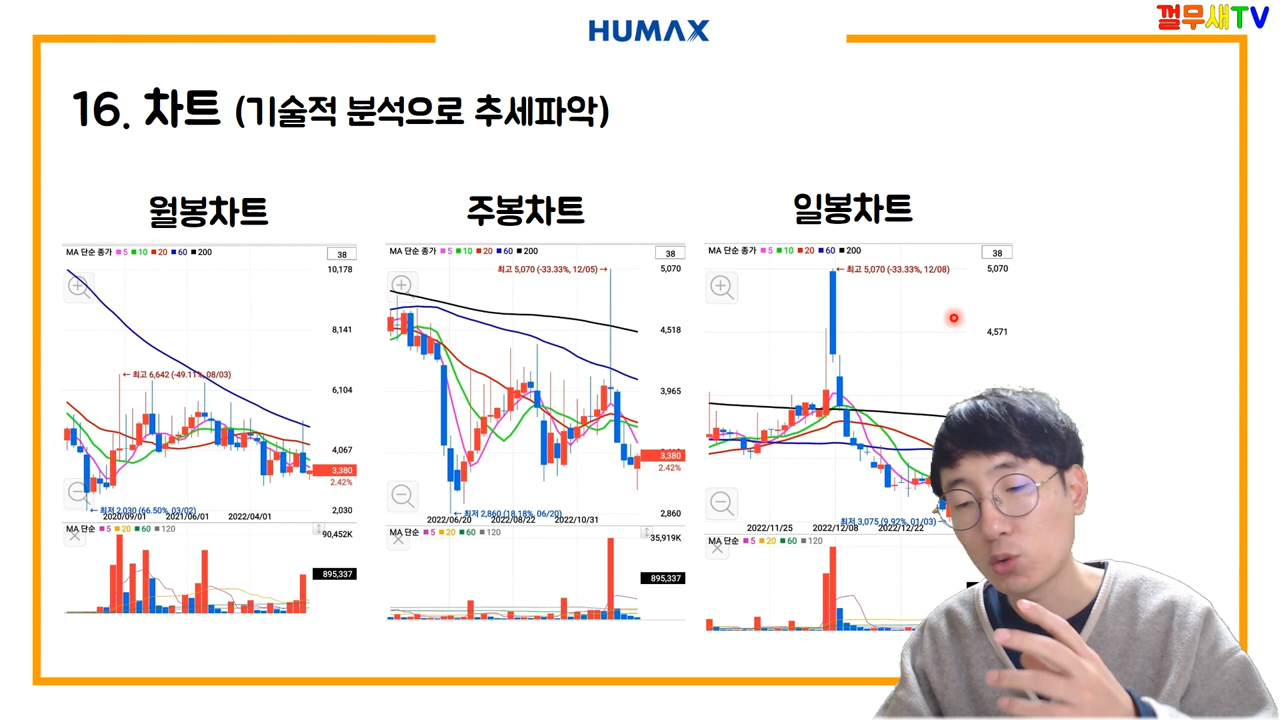 HUMAX
껄무새TV
16. 차트 (기술적 분석으로 추세파악)
월봉차트
주봉차트
일봉차트
MA 단순 종가 5 10 20 60 200
38
10,178
8,141
← 최고 6,642 (-49.11%, 08/03)
6,104
4,067
3,380
2.42%
← 최저 2,030 (66.50%, 03/02)
2,030
2020/09/01 2021/06/01 2022/04/01
MA 단순 5 20 60 120
90,452K
895,337
MA 단순 종가 5 10 20 60 200
38
최고 5,070 (-33.33%, 12/05) →
5,070
4,518
3,965
3,380
2.42%
← 최저 2,860 (18.18%, 06/20)
2,860
2022/06/20 2022/08/22 2022/10/31
MA 단순 5 20 60 120
35,919K
895,337
MA 단순 종가 5 10 20 60 200
38
← 최고 5,070 (-33.33%, 12/08)
5,070
4,571
최저 3,075 (9.92%, 01/03) →
2022/11/25 2022/12/08 2022/12/22
MA 단순 5 20 60 120